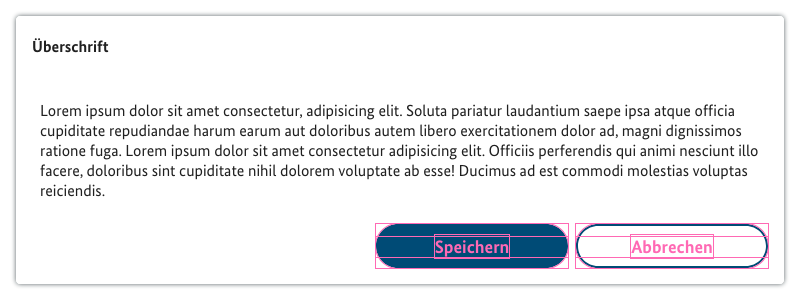 Überschrift
Lorem ipsum dolor sit amet consectetur, adipisicing elit. Soluta pariatur laudantium saepe ipsa atque officia
cupiditate repudiandae harum earum aut doloribus autem libero exercitationem dolor ad, magni dignissimos
ratione fuga. Lorem ipsum dolor sit amet consectetur adipisicing elit. Officiis perferendis qui animi nesciunt illo
facere, doloribus sint cupiditate nihil dolorem voluptate ab esse! Ducimus ad est commodi molestias voluptas
reiciendis.
Speichern Abbrechen